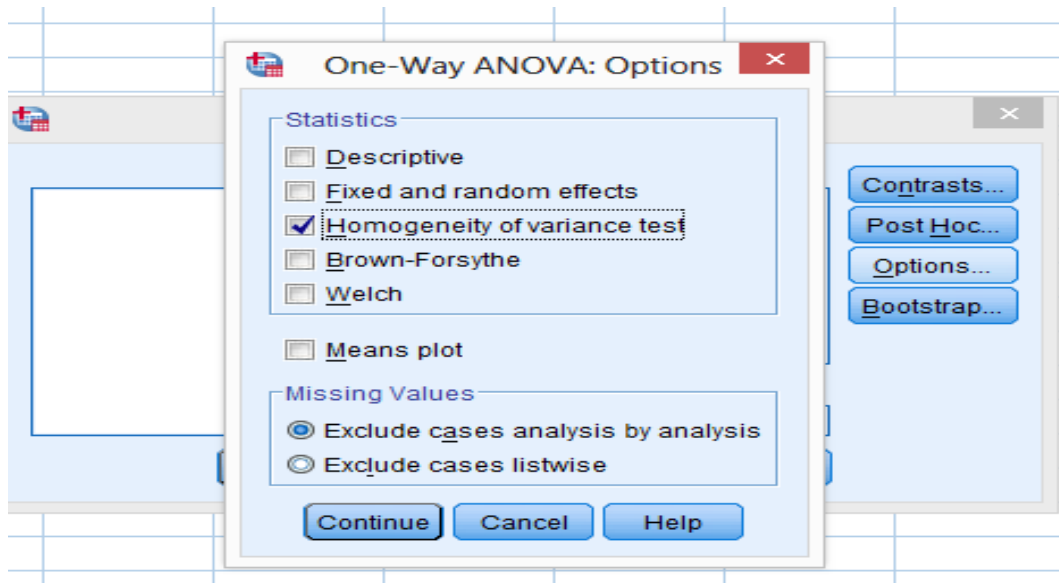 One-Way ANOVA: Options
Statistics
Descriptive
Fixed and random effects
Homogeneity of variance test
Brown-Forsythe
Welch
Means plot
Missing Values
Exclude cases analysis by analysis
Exclude cases listwise
Continue Cancel Help
Contrasts...
Post Hoc...
Options...
Bootstrap...